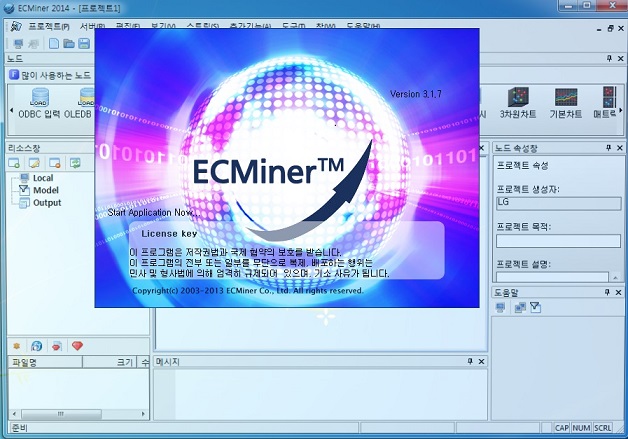 ECMiner 2014 - [프로젝트1]
프로젝트(P) 서버(R) 편집(E) 보기(V) 스트림(S) 추가기능(A) 도구(T) 창(W) 도움말(H)
노드
많이 사용하는 노드
ODBC 입력 OLEDB 3차원차트 기본차트 매트릭
Version 3.1.7
010 101
ECMiner™
Start Application Now...
License key
이 프로그램은 저작권법과 국제 협약의 보호를 받습니다.
이 프로그램의 전부 또는 일부를 무단으로 복제, 배포하는 행위는
민사 및 형사법에 의해 엄격히 규제되어 있으며, 기소 사유가 됩니다.
Copyright(c) 2003-2013 ECMiner Co., Ltd. All rights reserved.
리소스창
Local
Model
Output
파일명 크기 수
메시지
노드 속성창
프로젝트 속성
프로젝트 생성자:
LG
프로젝트 목적:
프로젝트 설명:
도움말
준비
CAP NUM SCRL